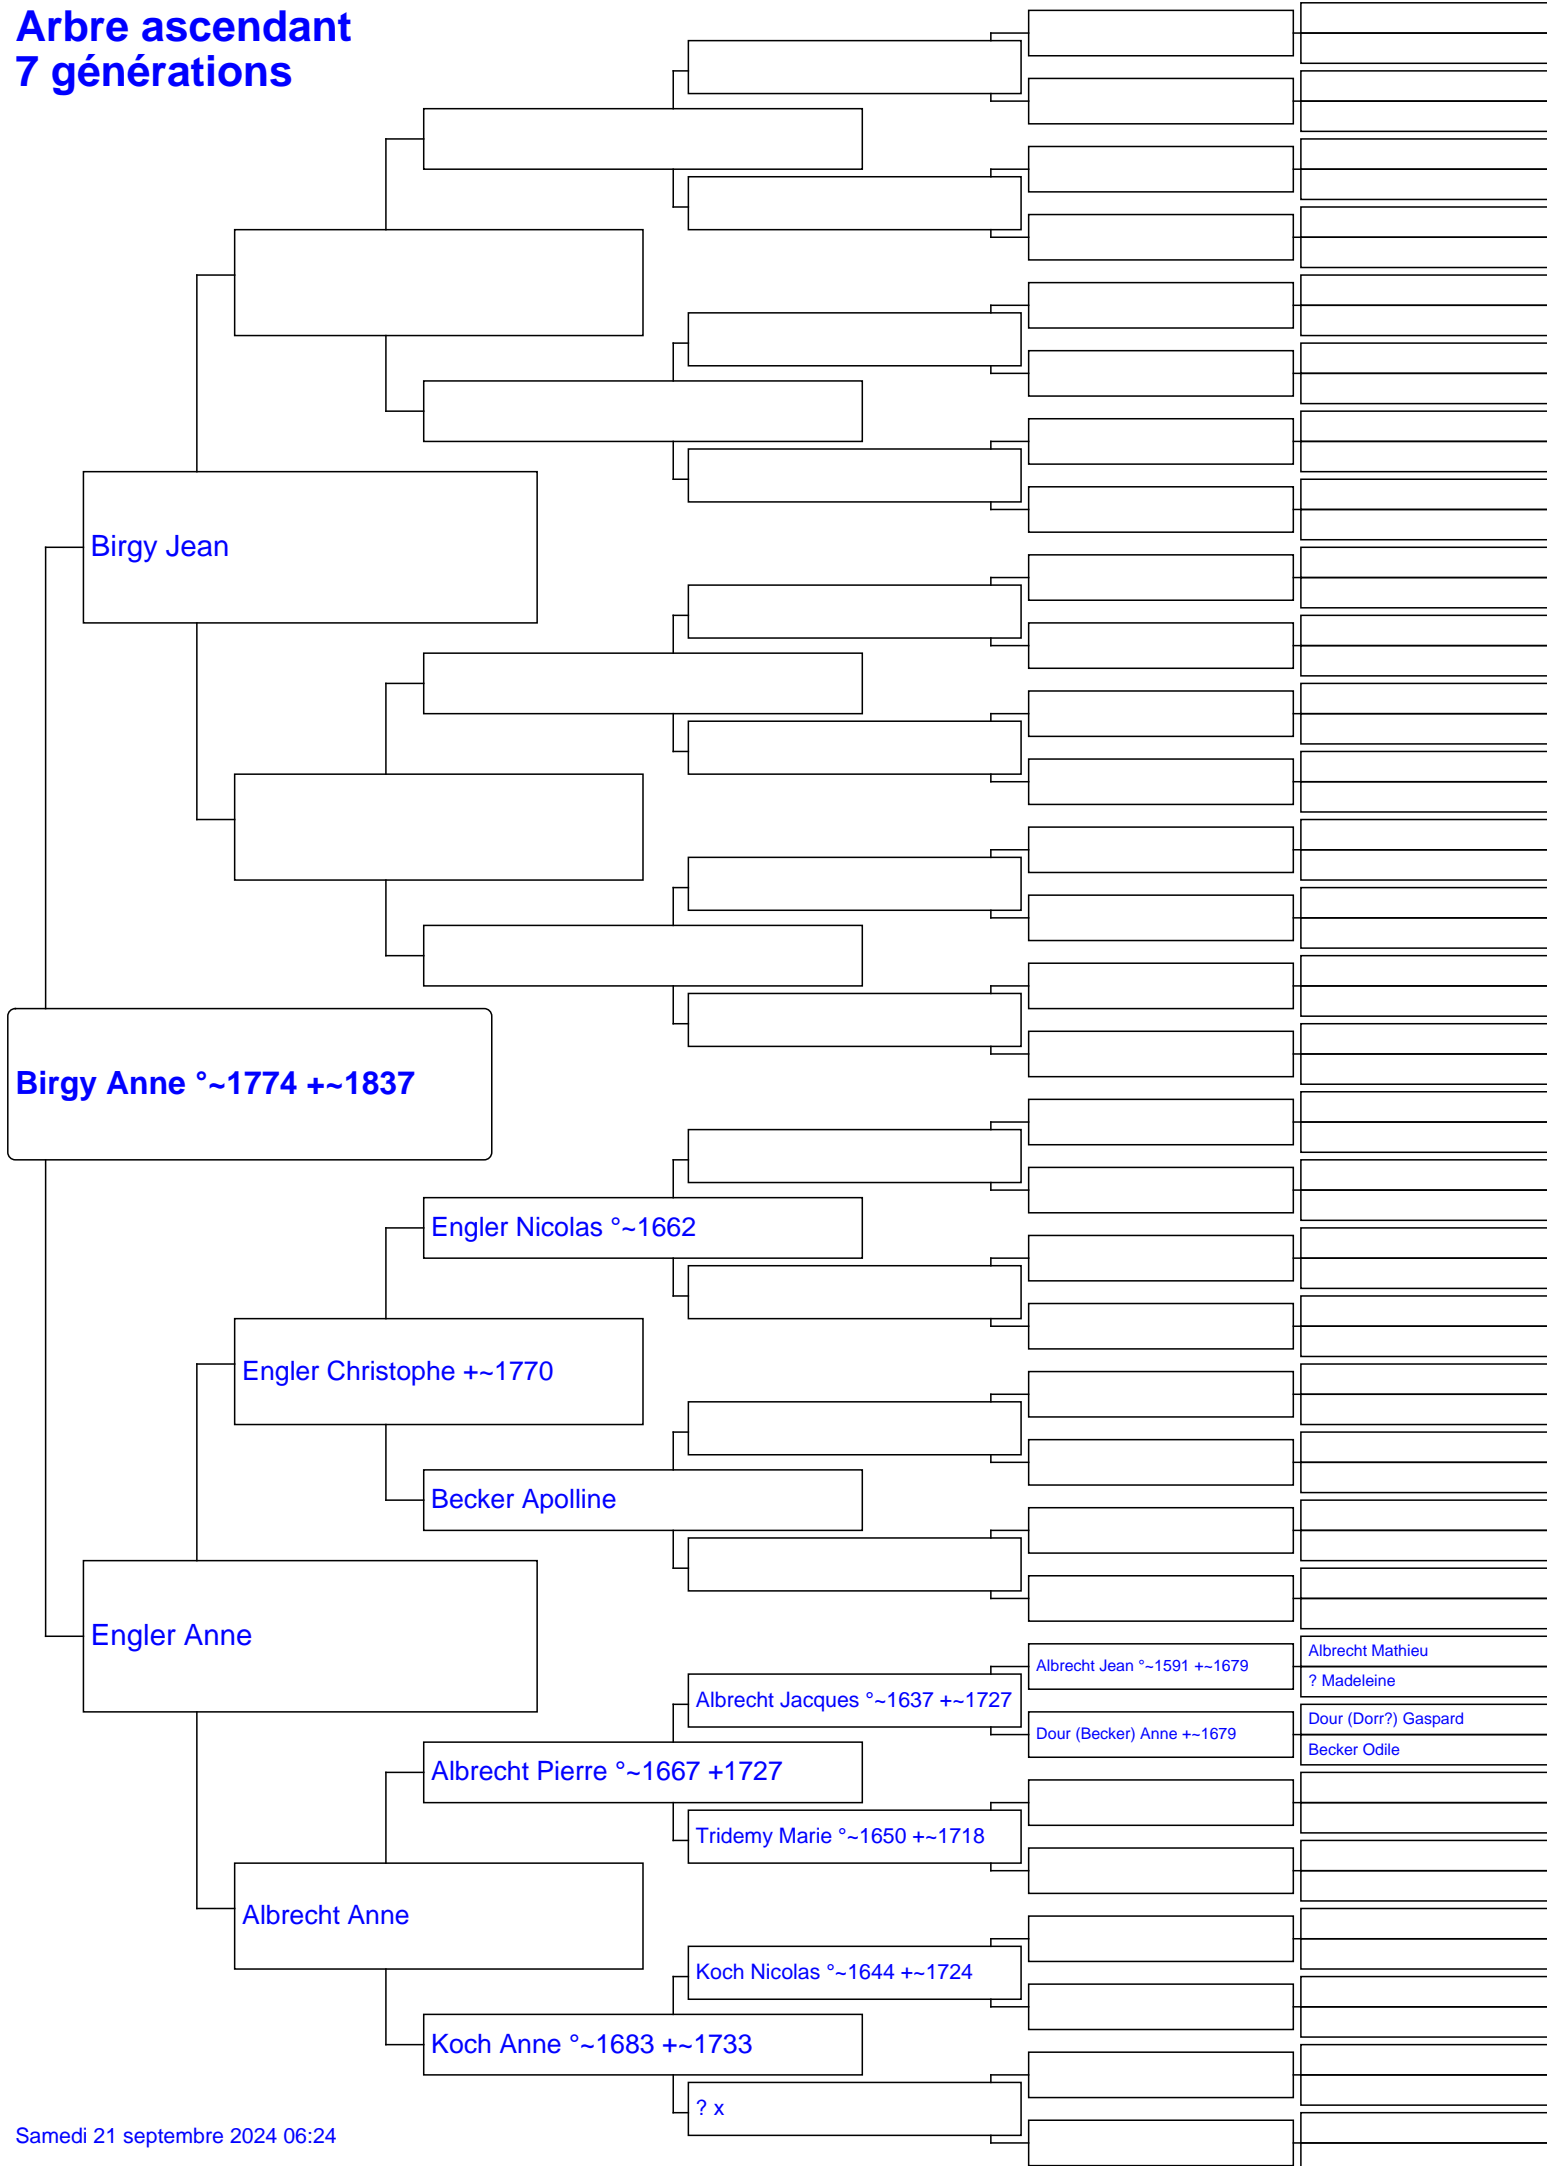 Arbre ascendant
7 générations
Birgy Jean
Birgy Anne °~1774 +~1837
Engler Nicolas °~1662
Engler Christophe +~1770
Becker Apolline
Engler Anne
Albrecht Mathieu
Albrecht Jean °~1591 +~1679
? Madeleine
Albrecht Jacques °~1637 +~1727
Dour (Dorr?) Gaspard
Dour (Becker) Anne +~1679
Becker Odile
Albrecht Pierre °~1667 +1727
Tridemy Marie °~1650 +~1718
Albrecht Anne
Koch Nicolas °~1644 +~1724
Koch Anne °~1683 +~1733
? x
Samedi 21 septembre 2024 06:24